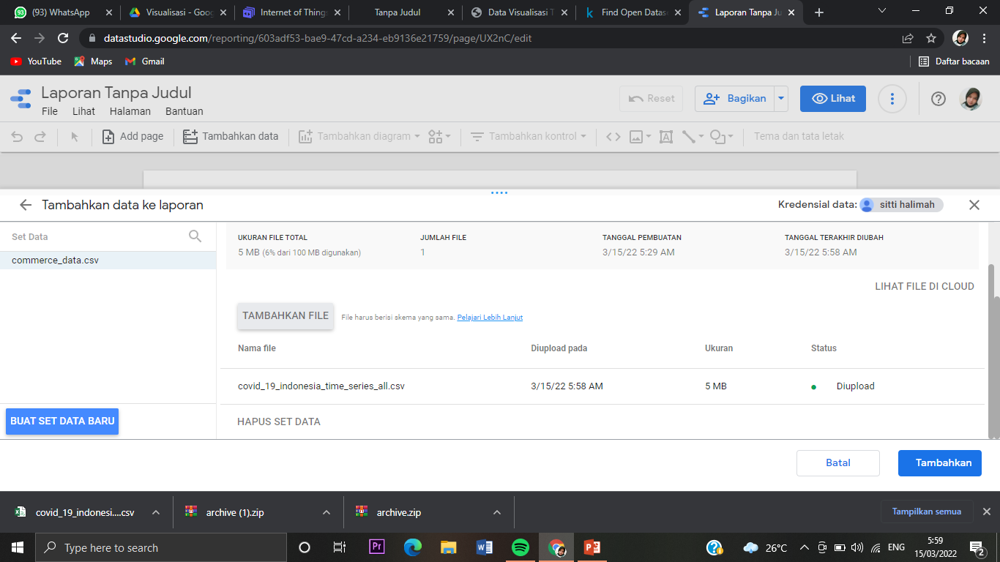 (93) WhatsApp
Visualisasi - Goog
Internet of Things
Tanpa Judul
Data Visualisasi T
Find Open Datase
Laporan Tanpa Ju
datastudio.google.com/reporting/603adf53-bae9-47cd-a234-eb9136e21759/page/UX2nC/edit
YouTube
Maps
Gmail
Daftar bacaan
Laporan Tanpa Judul
File Lihat Halaman Bantuan
Reset
Bagikan
Lihat
Add page
Tambahkan data
Tambahkan diagram
Tambahkan kontrol
Tema dan tata letak
Tambahkan data ke laporan
Kredensial data: sitti halimah
Set Data
commerce_data.csv
BUAT SET DATA BARU
UKURAN FILE TOTAL JUMLAH FILE TANGGAL PEMBUATAN TANGGAL TERAKHIR DIUBAH
5 MB (6% dari 100 MB digunakan) 1 3/15/22 5:29 AM 3/15/22 5:58 AM
LIHAT FILE DI CLOUD
TAMBAHKAN FILE
File harus berisi skema yang sama. Pelajari Lebih Lanjut
Nama file Diupload pada Ukuran Status
covid_19_indonesia_time_series_all.csv 3/15/22 5:58 AM 5 MB Diupload
HAPUS SET DATA
Batal
Tambahkan
covid_19_indonesi....csv
archive (1).zip
archive.zip
Tampilkan semua
Type here to search
26°C
ENG
5:59
15/03/2022
2